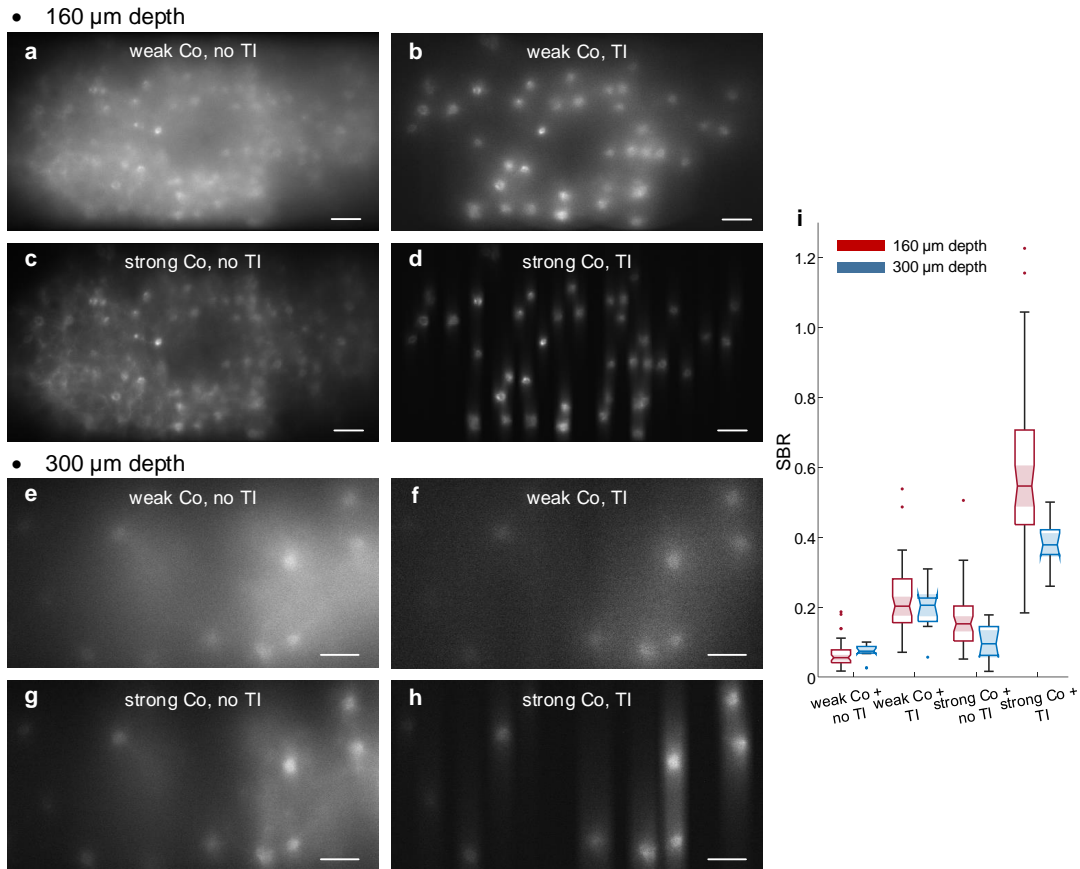 • 160 µm depth
a
weak Co, no TI
b
weak Co, TI
c
strong Co, no TI
d
strong Co, TI
• 300 µm depth
e
weak Co, no TI
f
weak Co, TI
g
strong Co, no TI
h
strong Co, TI
i
160 µm depth
300 µm depth
SBR
1.2
1.0
0.8
0.6
0.4
0.2
0
weak Co +
no TI
weak Co +
TI
strong Co +
no TI
strong Co +
TI